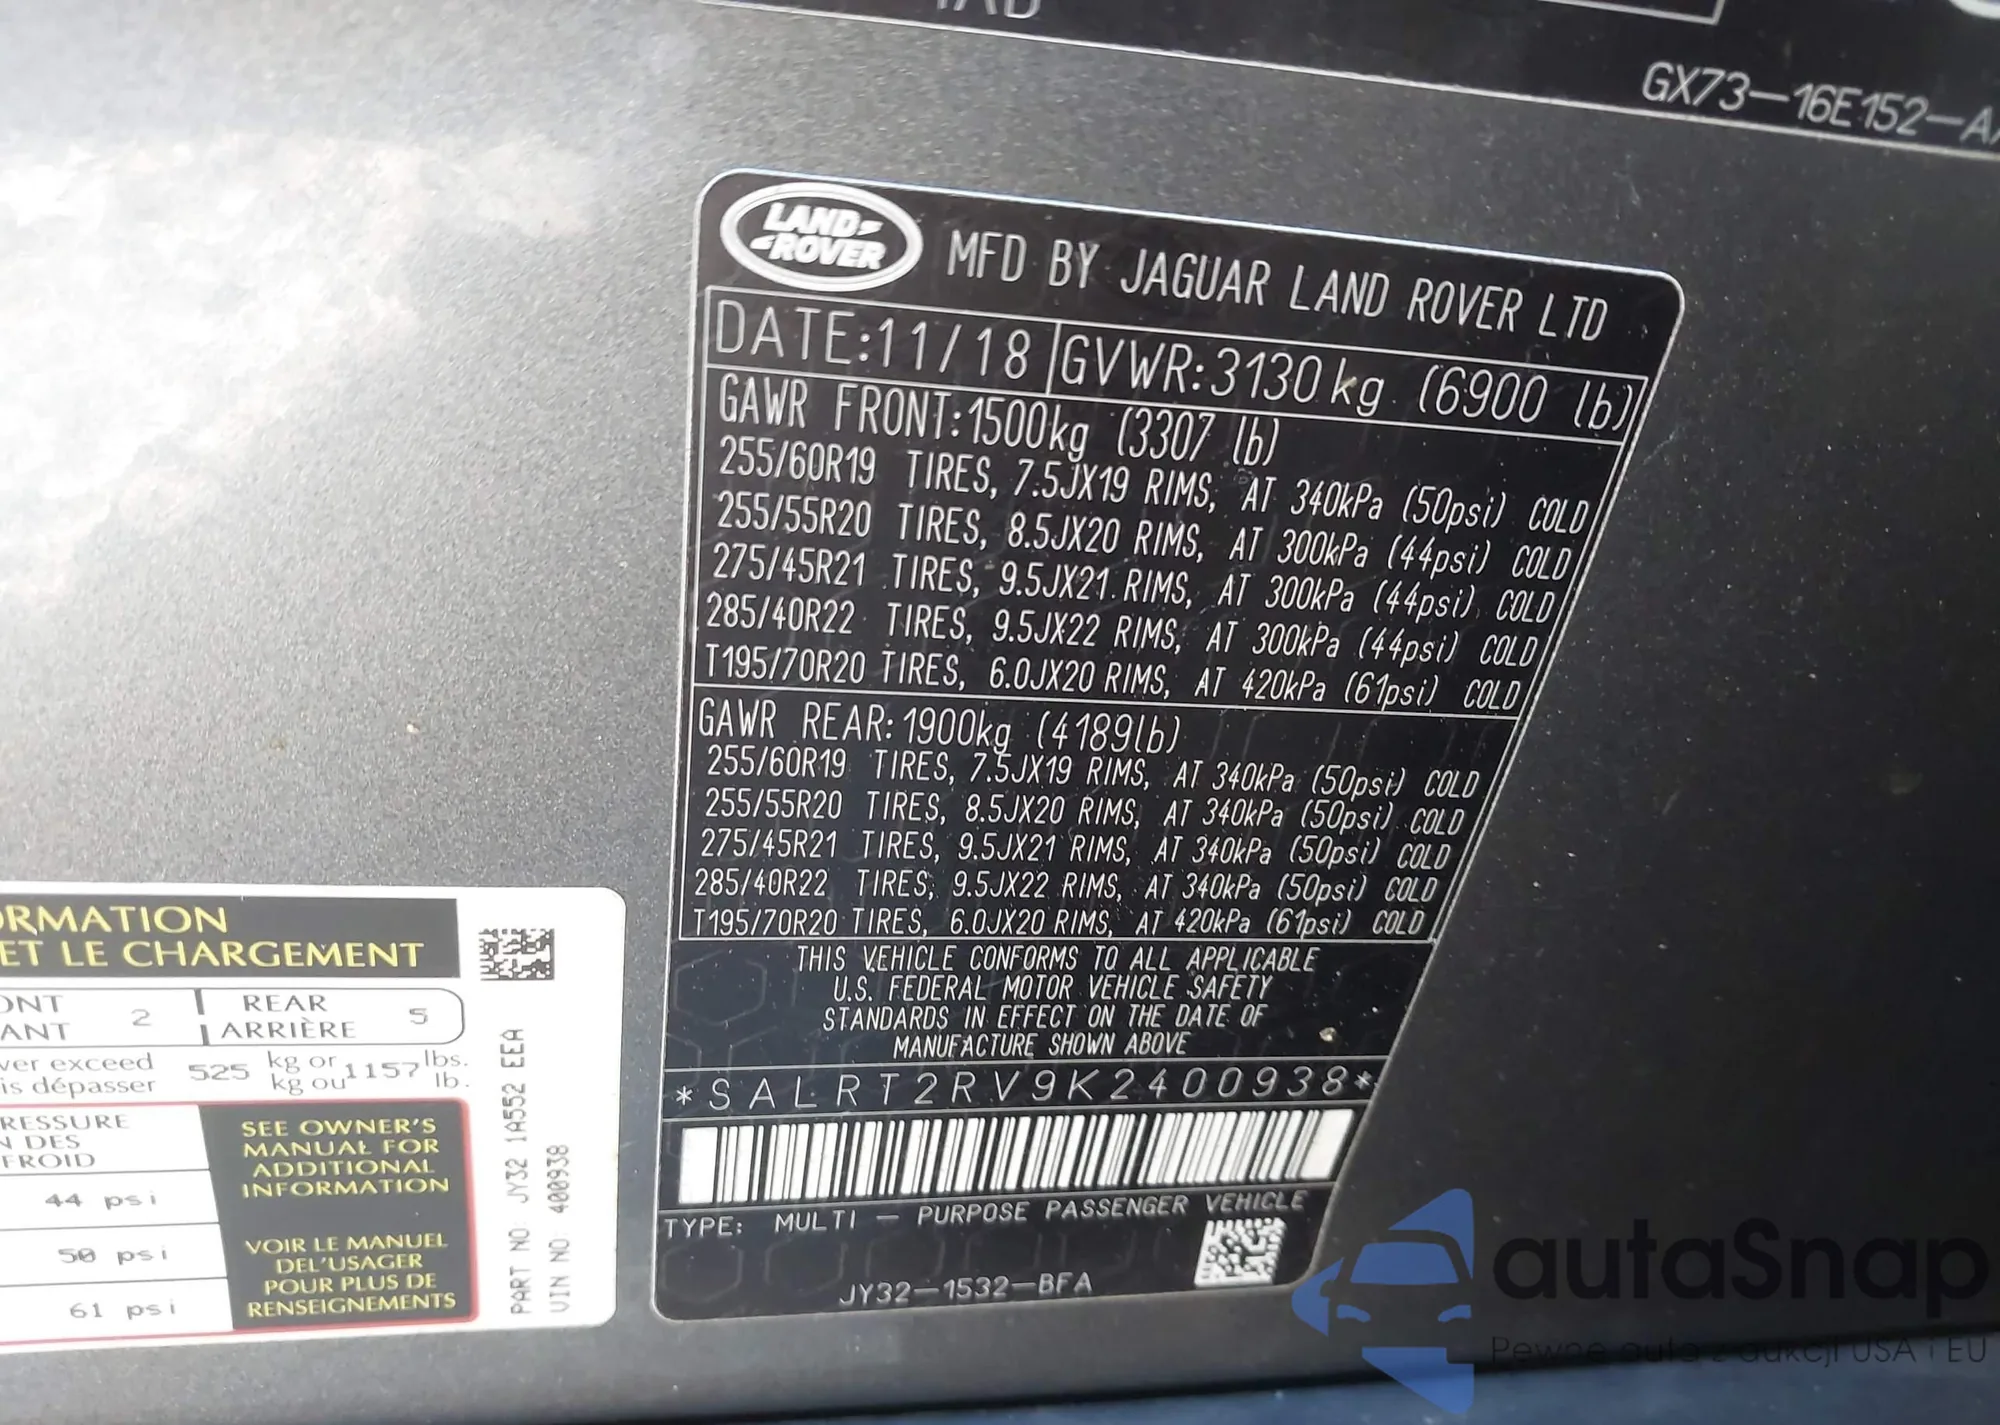 GX73-16E152-A
LAND
ROVER
MFD BY JAGUAR LAND ROVER LTD
DATE:11/18 GVWR:3130kg (6900 lb)
GAWR FRONT:1500kg (3307 lb)
255/60R19 TIRES, 7.5JX19 RIMS, AT 340kPa (50psi) COLD
255/55R20 TIRES, 8.5JX20 RIMS, AT 300kPa (44psi) COLD
275/45R21 TIRES, 9.5JX21 RIMS, AT 300kPa (44psi) COLD
285/40R22 TIRES, 9.5JX22 RIMS, AT 300kPa (44psi) COLD
T195/70R20 TIRES, 6.0JX20 RIMS, AT 420kPa (61psi) COLD
GAWR REAR:1900kg (4189lb)
255/60R19 TIRES, 7.5JX19 RIMS, AT 340kPa (50psi) COLD
255/55R20 TIRES, 8.5JX20 RIMS, AT 340kPa (50psi) COLD
275/45R21 TIRES, 9.5JX21 RIMS, AT 340kPa (50psi) COLD
285/40R22 TIRES, 9.5JX22 RIMS, AT 340kPa (50psi) COLD
T195/70R20 TIRES, 6.0JX20 RIMS, AT 420kPa (61psi) COLD
THIS VEHICLE CONFORMS TO ALL APPLICABLE
U.S. FEDERAL MOTOR VEHICLE SAFETY
STANDARDS IN EFFECT ON THE DATE OF
MANUFACTURE SHOWN ABOVE
*SALRT2RV9K2400938*
TYPE: MULTI - PURPOSE PASSENGER VEHICLE
JY32-1532-BFA
ORMATION
ET LE CHARGEMENT
ONT 2 REAR 5
ANT ARRIÈRE
ver exceed 525 kg or 1157 lbs.
is dépasser kg ou lb.
RESSURE
N DES
FROID
44 psi
50 psi
61 psi
SEE OWNER'S
MANUAL FOR
ADDITIONAL
INFORMATION
VOIR LE MANUEL
DEL'USAGER
POUR PLUS DE
RENSEIGNEMENTS
PART NO: JY32 1A552 EEA
VIN NO: 400938
autaSnap
Pewne auta z aukcji USA i EU